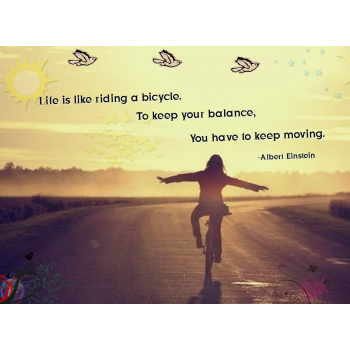 Life is like riding a bicycle.
To keep your balance,
You have to keep moving.
-Albert Einstein